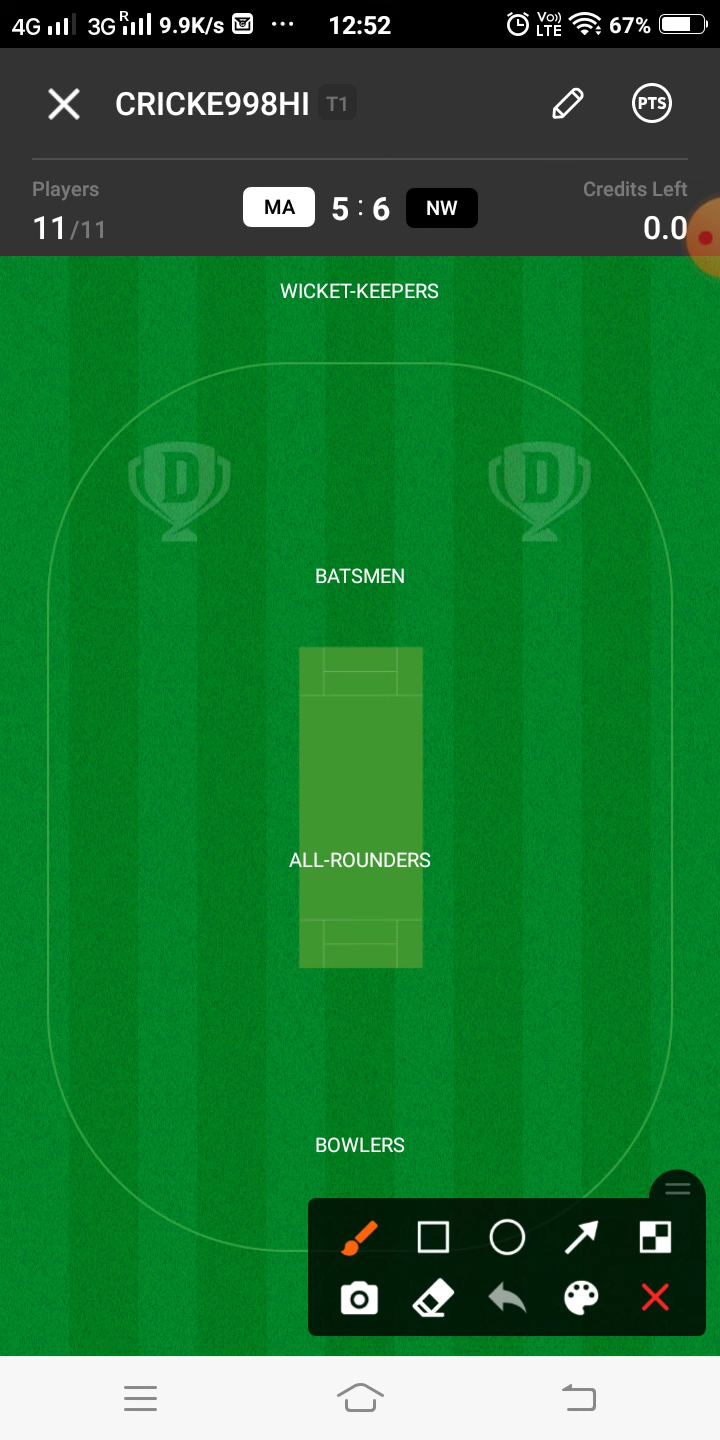 4G 3G R 9.9K/s ... 12:52 Vo)) LTE 67%
CRICKE998HI T1 PTS
Players Credits Left
11/11 MA 5 : 6 NW 0.0
WICKET-KEEPERS
D D
BATSMEN
ALL-ROUNDERS
BOWLERS